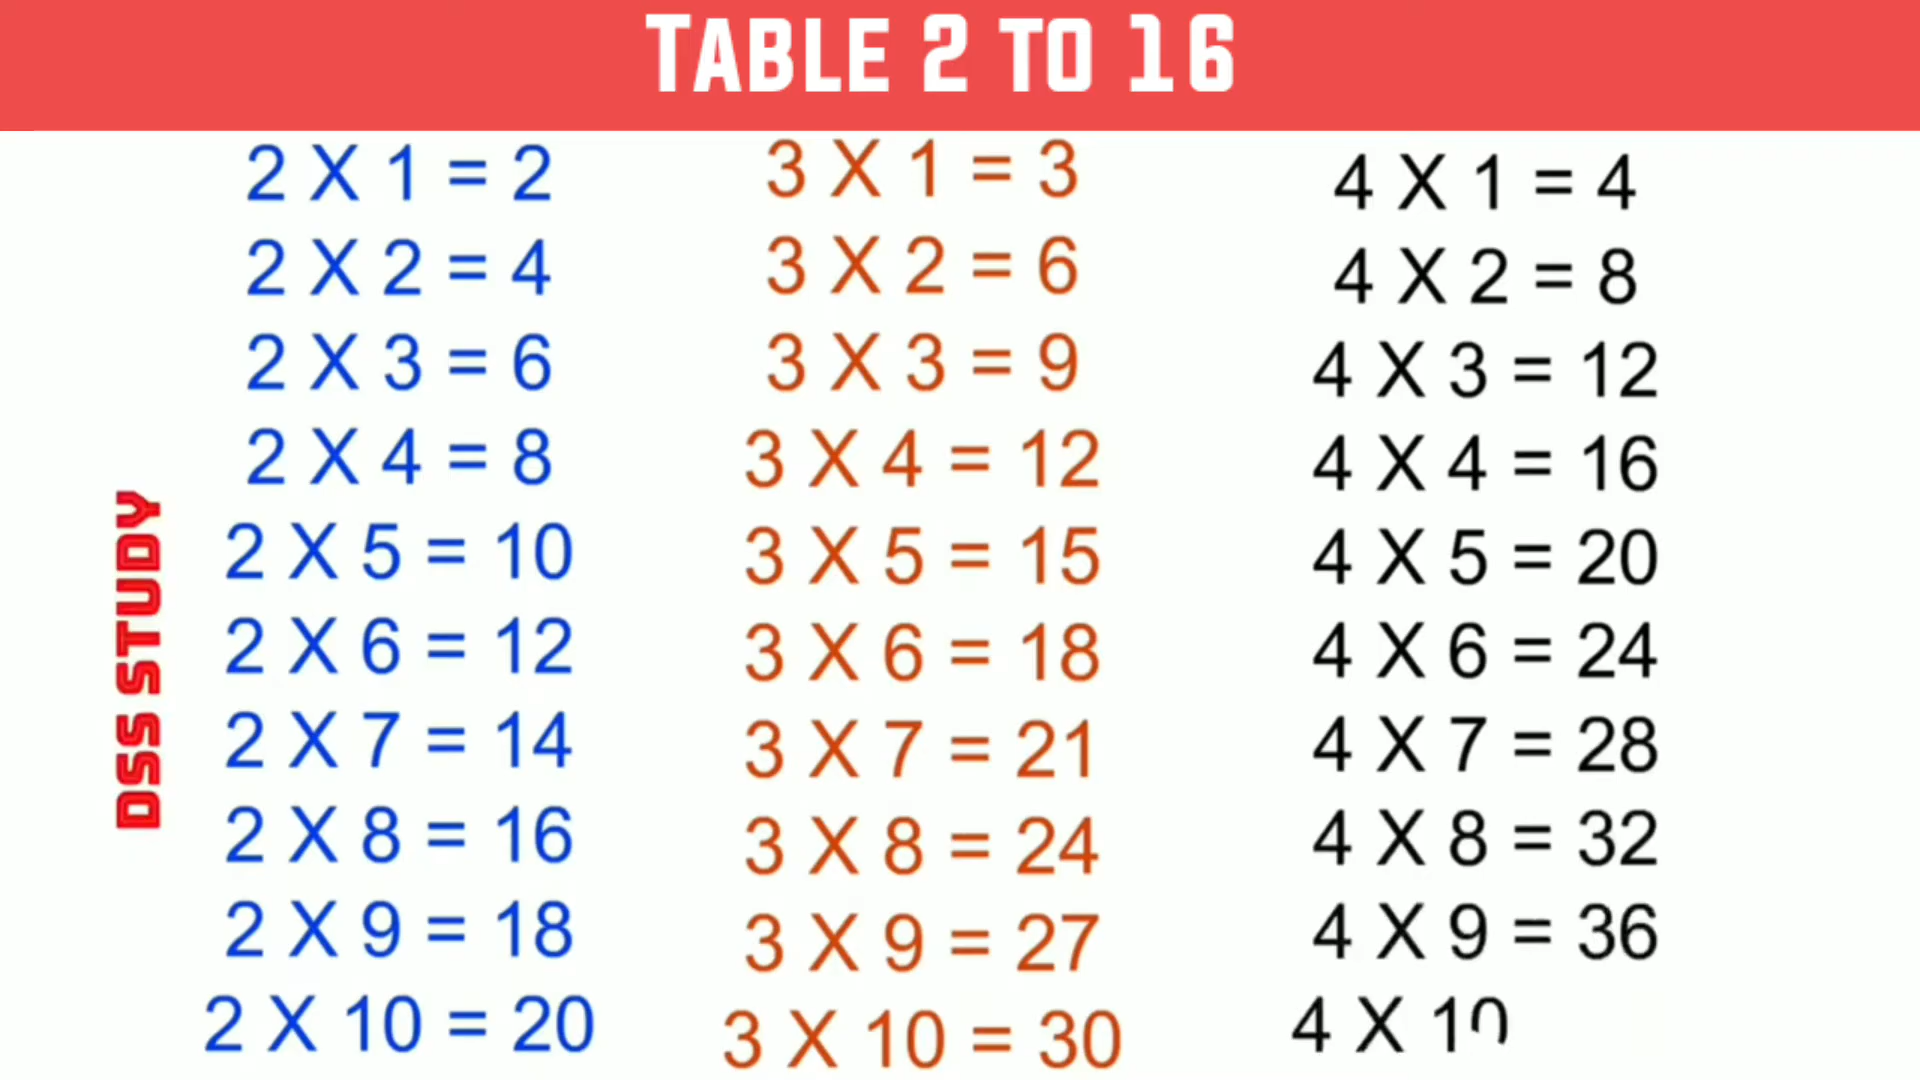 TABLE 2 TO 16
2 X 1 = 2
2 X 2 = 4
2 X 3 = 6
2 X 4 = 8
2 X 5 = 10
2 X 6 = 12
2 X 7 = 14
2 X 8 = 16
2 X 9 = 18
2 X 10 = 20
3 X 1 = 3
3 X 2 = 6
3 X 3 = 9
3 X 4 = 12
3 X 5 = 15
3 X 6 = 18
3 X 7 = 21
3 X 8 = 24
3 X 9 = 27
3 X 10 = 30
4 X 1 = 4
4 X 2 = 8
4 X 3 = 12
4 X 4 = 16
4 X 5 = 20
4 X 6 = 24
4 X 7 = 28
4 X 8 = 32
4 X 9 = 36
4 X 10
DSS STUDY